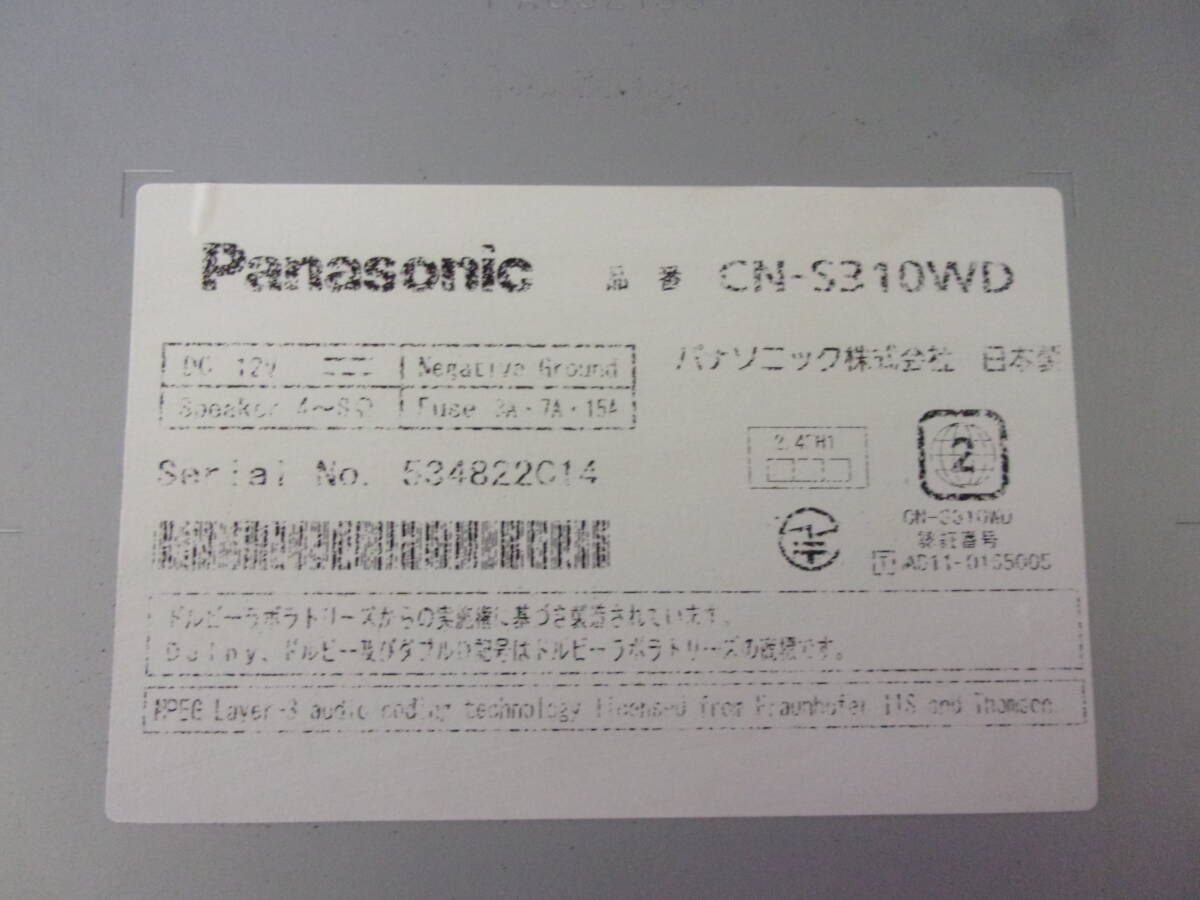 Panasonic 品番 CN-S310WD
DC 12V Negative Ground
Speaker 4～8Ω Fuse 3A・7A・15A
パナソニック株式会社 日本製
Serial No. 534822C14
2.4FH1
2
CN-S310WD
認証番号
T AD11-0165005
ドルビーラボラトリーズからの実施権に基づき製造されています。
Dolby、ドルビー及びダブルD記号はドルビーラボラトリーズの商標です。
MPEG Layer-3 audio coding technology licensed from Fraunhofer IIS and Thomson.